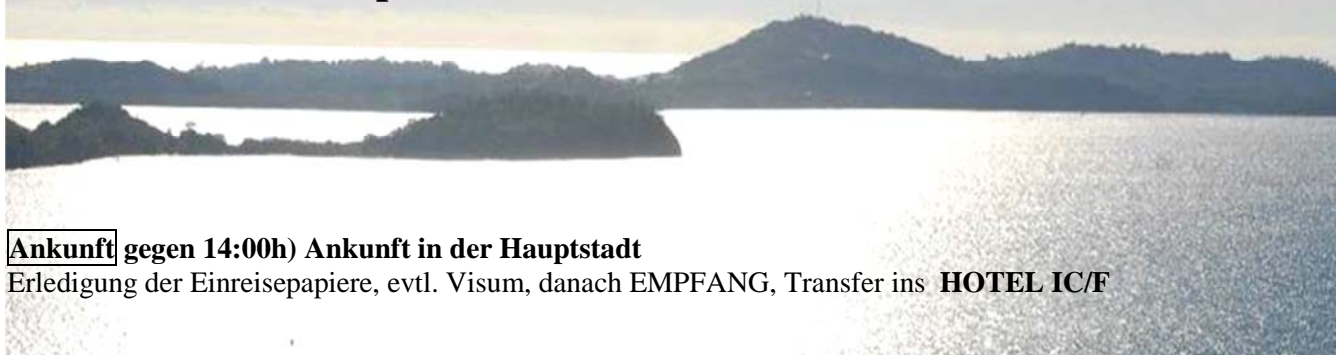 Ankunft gegen 14:00h) Ankunft in der Hauptstadt
Erledigung der Einreisepapiere, evtl. Visum, danach EMPFANG, Transfer ins HOTEL IC/F